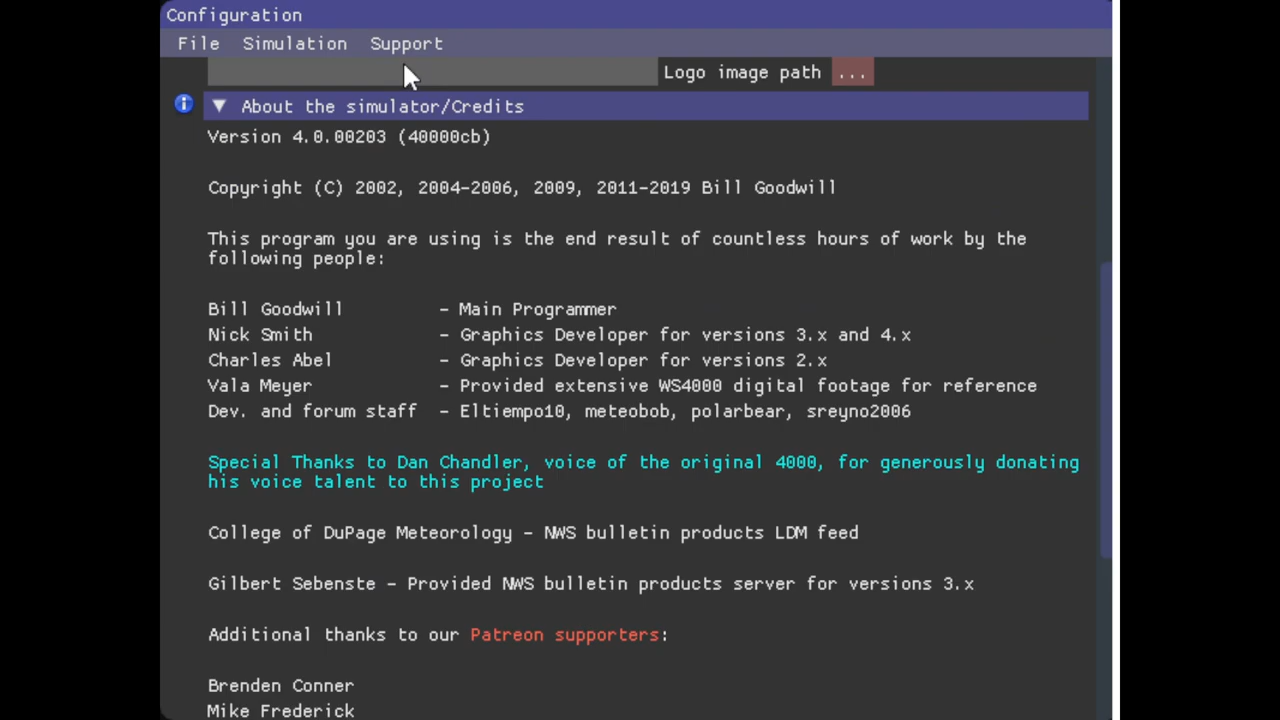 Configuration
File Simulation Support
Logo image path ...
About the simulator/Credits
Version 4.0.00203 (40000cb)
Copyright (C) 2002, 2004-2006, 2009, 2011-2019 Bill Goodwill
This program you are using is the end result of countless hours of work by the
following people:
Bill Goodwill - Main Programmer
Nick Smith - Graphics Developer for versions 3.x and 4.x
Charles Abel - Graphics Developer for versions 2.x
Vala Meyer - Provided extensive WS4000 digital footage for reference
Dev. and forum staff - Eltiempo10, meteobob, polarbear, sreyno2006
Special Thanks to Dan Chandler, voice of the original 4000, for generously donating
his voice talent to this project
College of DuPage Meteorology - NWS bulletin products LDM feed
Gilbert Sebenste - Provided NWS bulletin products server for versions 3.x
Additional thanks to our Patreon supporters:
Brenden Conner
Mike Frederick